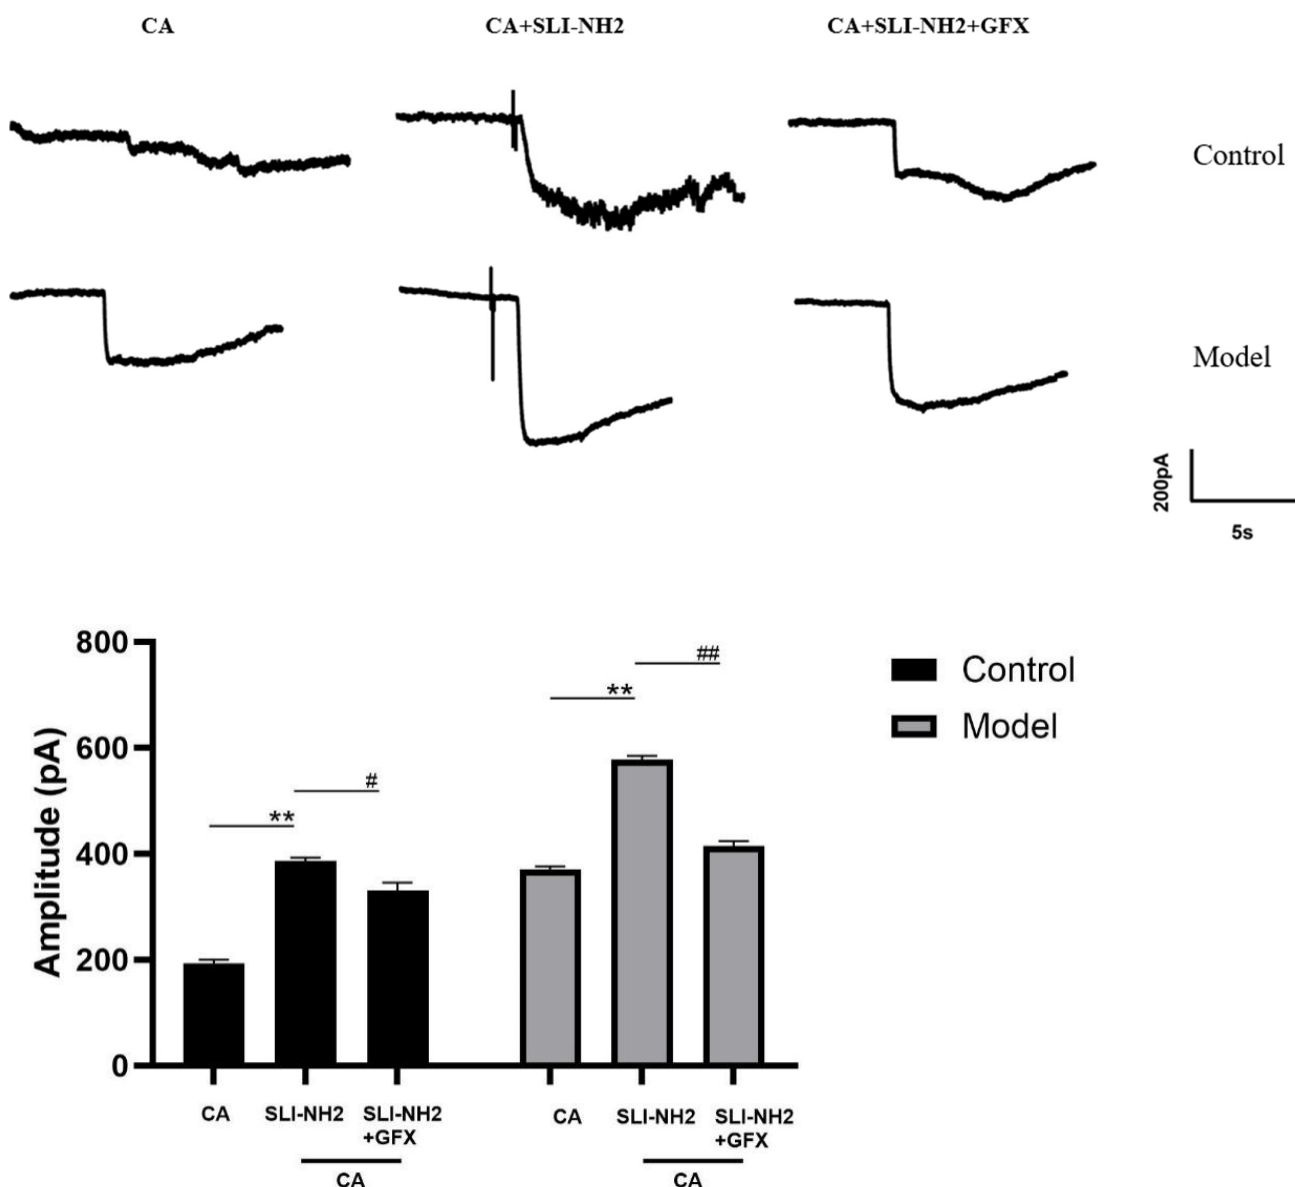 CA CA+SLI-NH2 CA+SLI-NH2+GFX
Control
Model
200pA
5s
800
600
400
200
0
Amplitude (pA)
** # ** ##
Control
Model
CA SLI-NH2 SLI-NH2 CA SLI-NH2 SLI-NH2
+GFX +GFX
CA CA